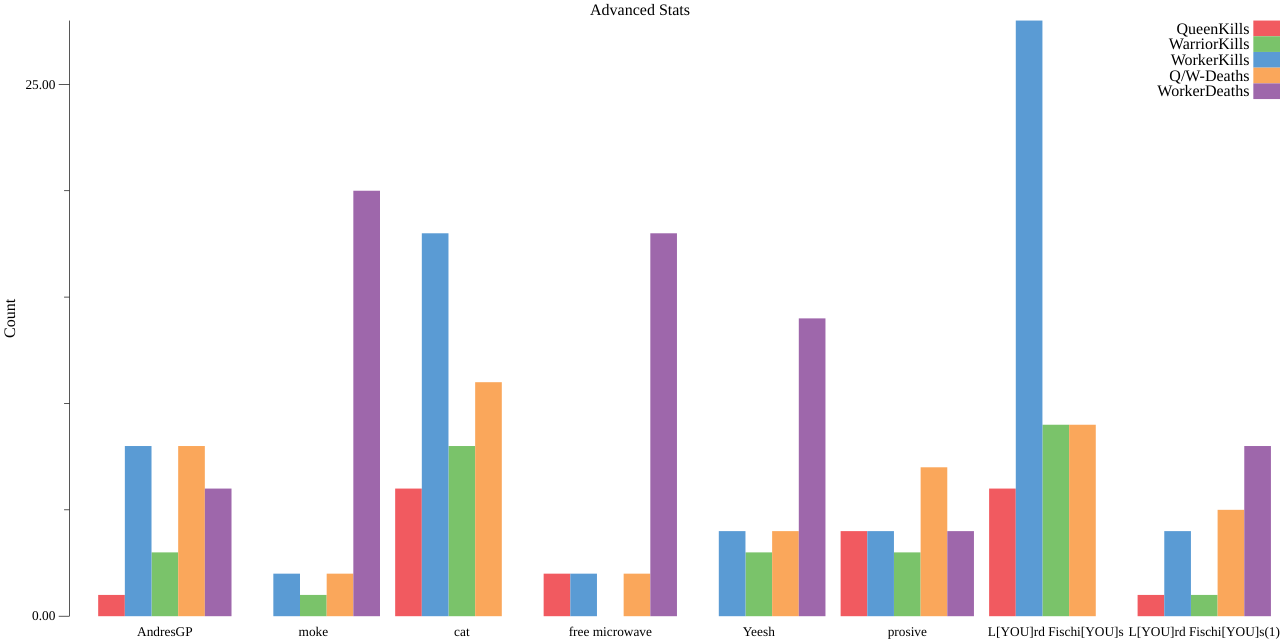 Advanced Stats
QueenKills
WarriorKills
WorkerKills
Q/W-Deaths
WorkerDeaths
25.00
Count
0.00
AndresGP moke cat free microwave Yeesh prosive L[YOU]rd Fischi[YOU]s L[YOU]rd Fischi[YOU]s(1)